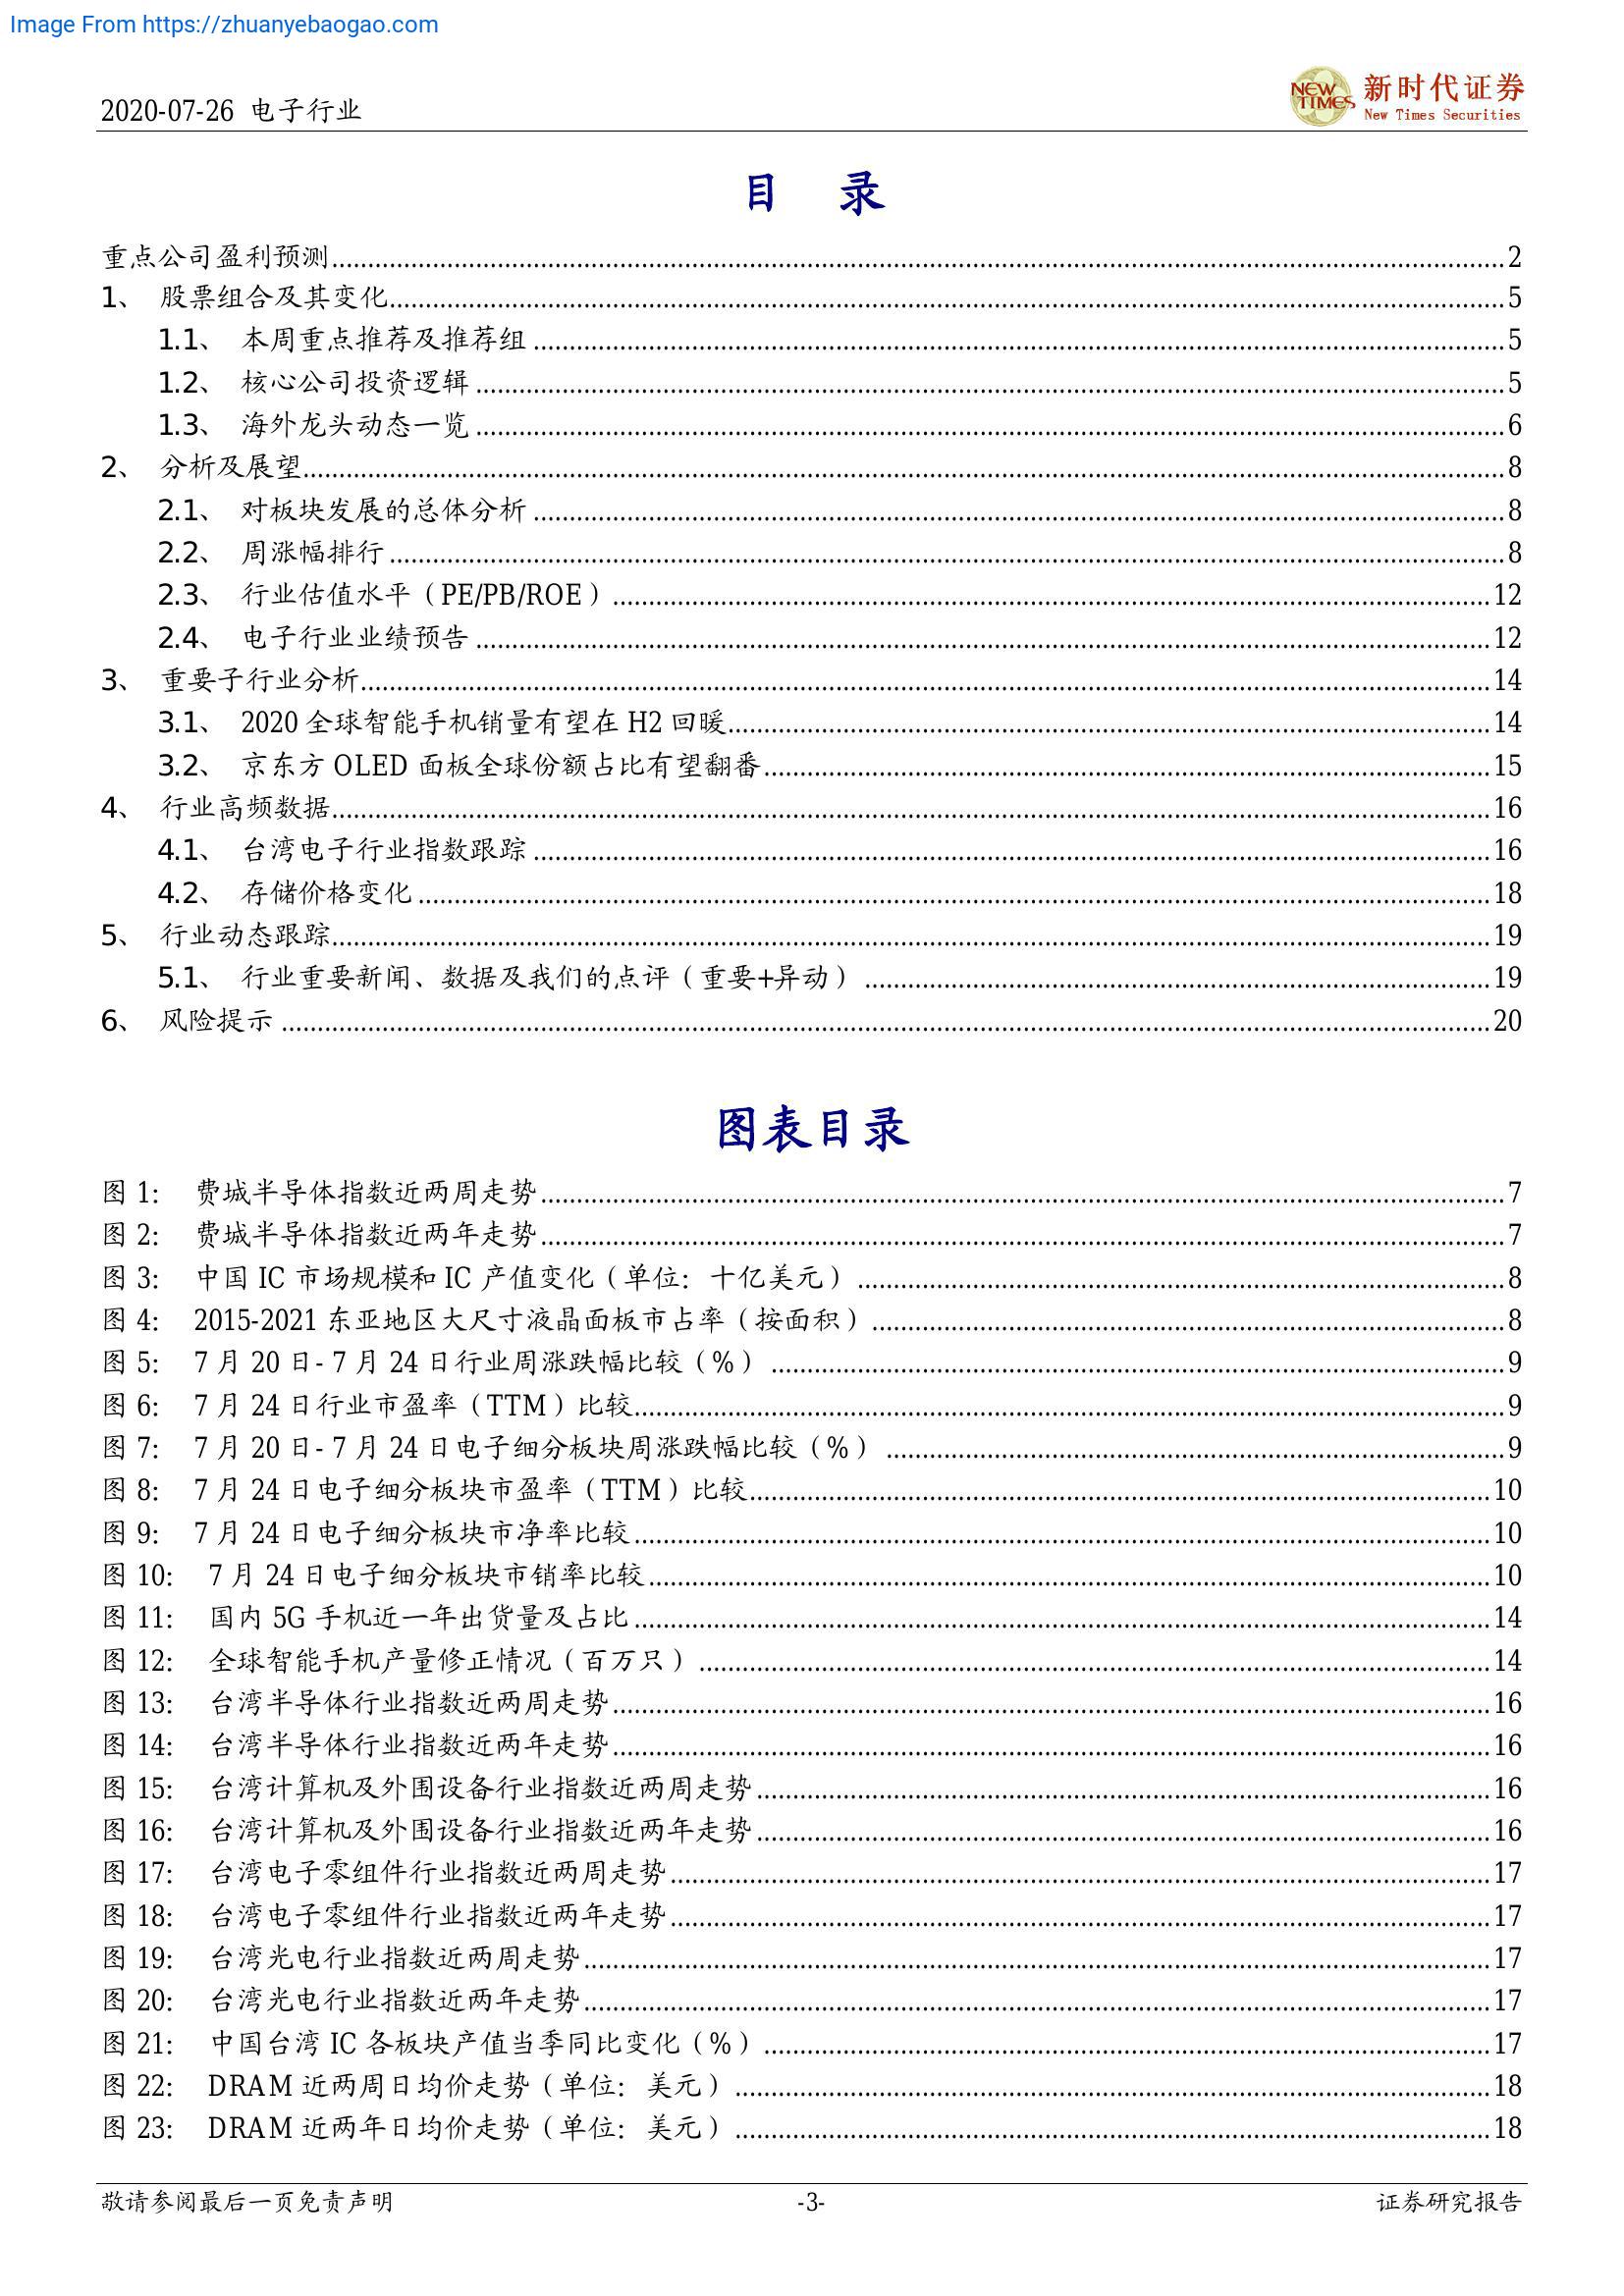 Image From https://zhuanyebaogao.com
2020-07-26 电子行业
NEW TIMES
新时代证券
New Times Securities
目 录
重点公司盈利预测 2
1、 股票组合及其变化 5
1.1、 本周重点推荐及推荐组 5
1.2、 核心公司投资逻辑 5
1.3、 海外龙头动态一览 6
2、 分析及展望 8
2.1、 对板块发展的总体分析 8
2.2、 周涨幅排行 8
2.3、 行业估值水平（PE/PB/ROE） 12
2.4、 电子行业业绩预告 12
3、 重要子行业分析 14
3.1、 2020 全球智能手机销量有望在 H2 回暖 14
3.2、 京东方 OLED 面板全球份额占比有望翻番 15
4、 行业高频数据 16
4.1、 台湾电子行业指数跟踪 16
4.2、 存储价格变化 18
5、 行业动态跟踪 19
5.1、 行业重要新闻、数据及我们的点评（重要+异动） 19
6、 风险提示 20
图表目录
图 1: 费城半导体指数近两周走势 7
图 2: 费城半导体指数近两年走势 7
图 3: 中国 IC 市场规模和 IC 产值变化（单位: 十亿美元） 8
图 4: 2015-2021 东亚地区大尺寸液晶面板市占率（按面积） 8
图 5: 7 月 20 日- 7 月 24 日行业周涨跌幅比较（%） 9
图 6: 7 月 24 日行业市盈率（TTM）比较 9
图 7: 7 月 20 日- 7 月 24 日电子细分板块周涨跌幅比较（%） 9
图 8: 7 月 24 日电子细分板块市盈率（TTM）比较 10
图 9: 7 月 24 日电子细分板块市净率比较 10
图 10: 7 月 24 日电子细分板块市销率比较 10
图 11: 国内 5G 手机近一年出货量及占比 14
图 12: 全球智能手机产量修正情况（百万只） 14
图 13: 台湾半导体行业指数近两周走势 16
图 14: 台湾半导体行业指数近两年走势 16
图 15: 台湾计算机及外围设备行业指数近两周走势 16
图 16: 台湾计算机及外围设备行业指数近两年走势 16
图 17: 台湾电子零组件行业指数近两周走势 17
图 18: 台湾电子零组件行业指数近两年走势 17
图 19: 台湾光电行业指数近两周走势 17
图 20: 台湾光电行业指数近两年走势 17
图 21: 中国台湾 IC 各板块产值当季同比变化（%） 17
图 22: DRAM 近两周日均价走势（单位: 美元） 18
图 23: DRAM 近两年日均价走势（单位: 美元） 18
敬请参阅最后一页免责声明 -3- 证券研究报告